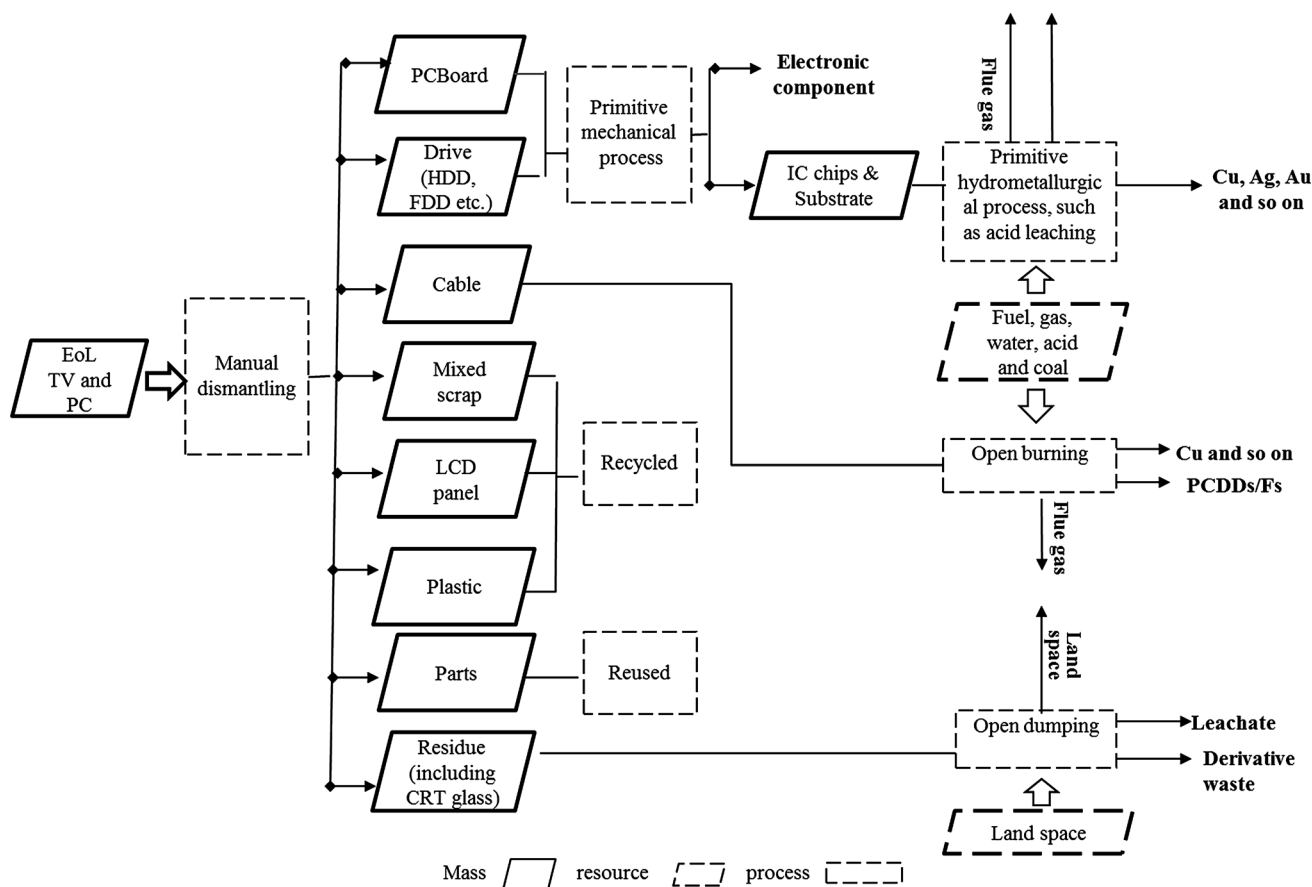 PCBoard
Drive
(HDD,
FDD etc.)
Cable
EoL
TV and
PC
Manual
dismantling
Mixed
scrap
LCD
panel
Plastic
Parts
Residue
(including
CRT glass)
Primitive
mechanical
process
Recycled
Reused
Electronic
component
IC chips &
Substrate
Flue gas
Primitive
hydrometallurgic
al process, such
as acid leaching
Cu, Ag, Au
and so on
Fuel, gas,
water, acid
and coal
Open burning
Cu and so on
PCDDs/Fs
Flue gas
Land
space
Open dumping
Leachate
Derivative
waste
Land space
Mass
resource
process